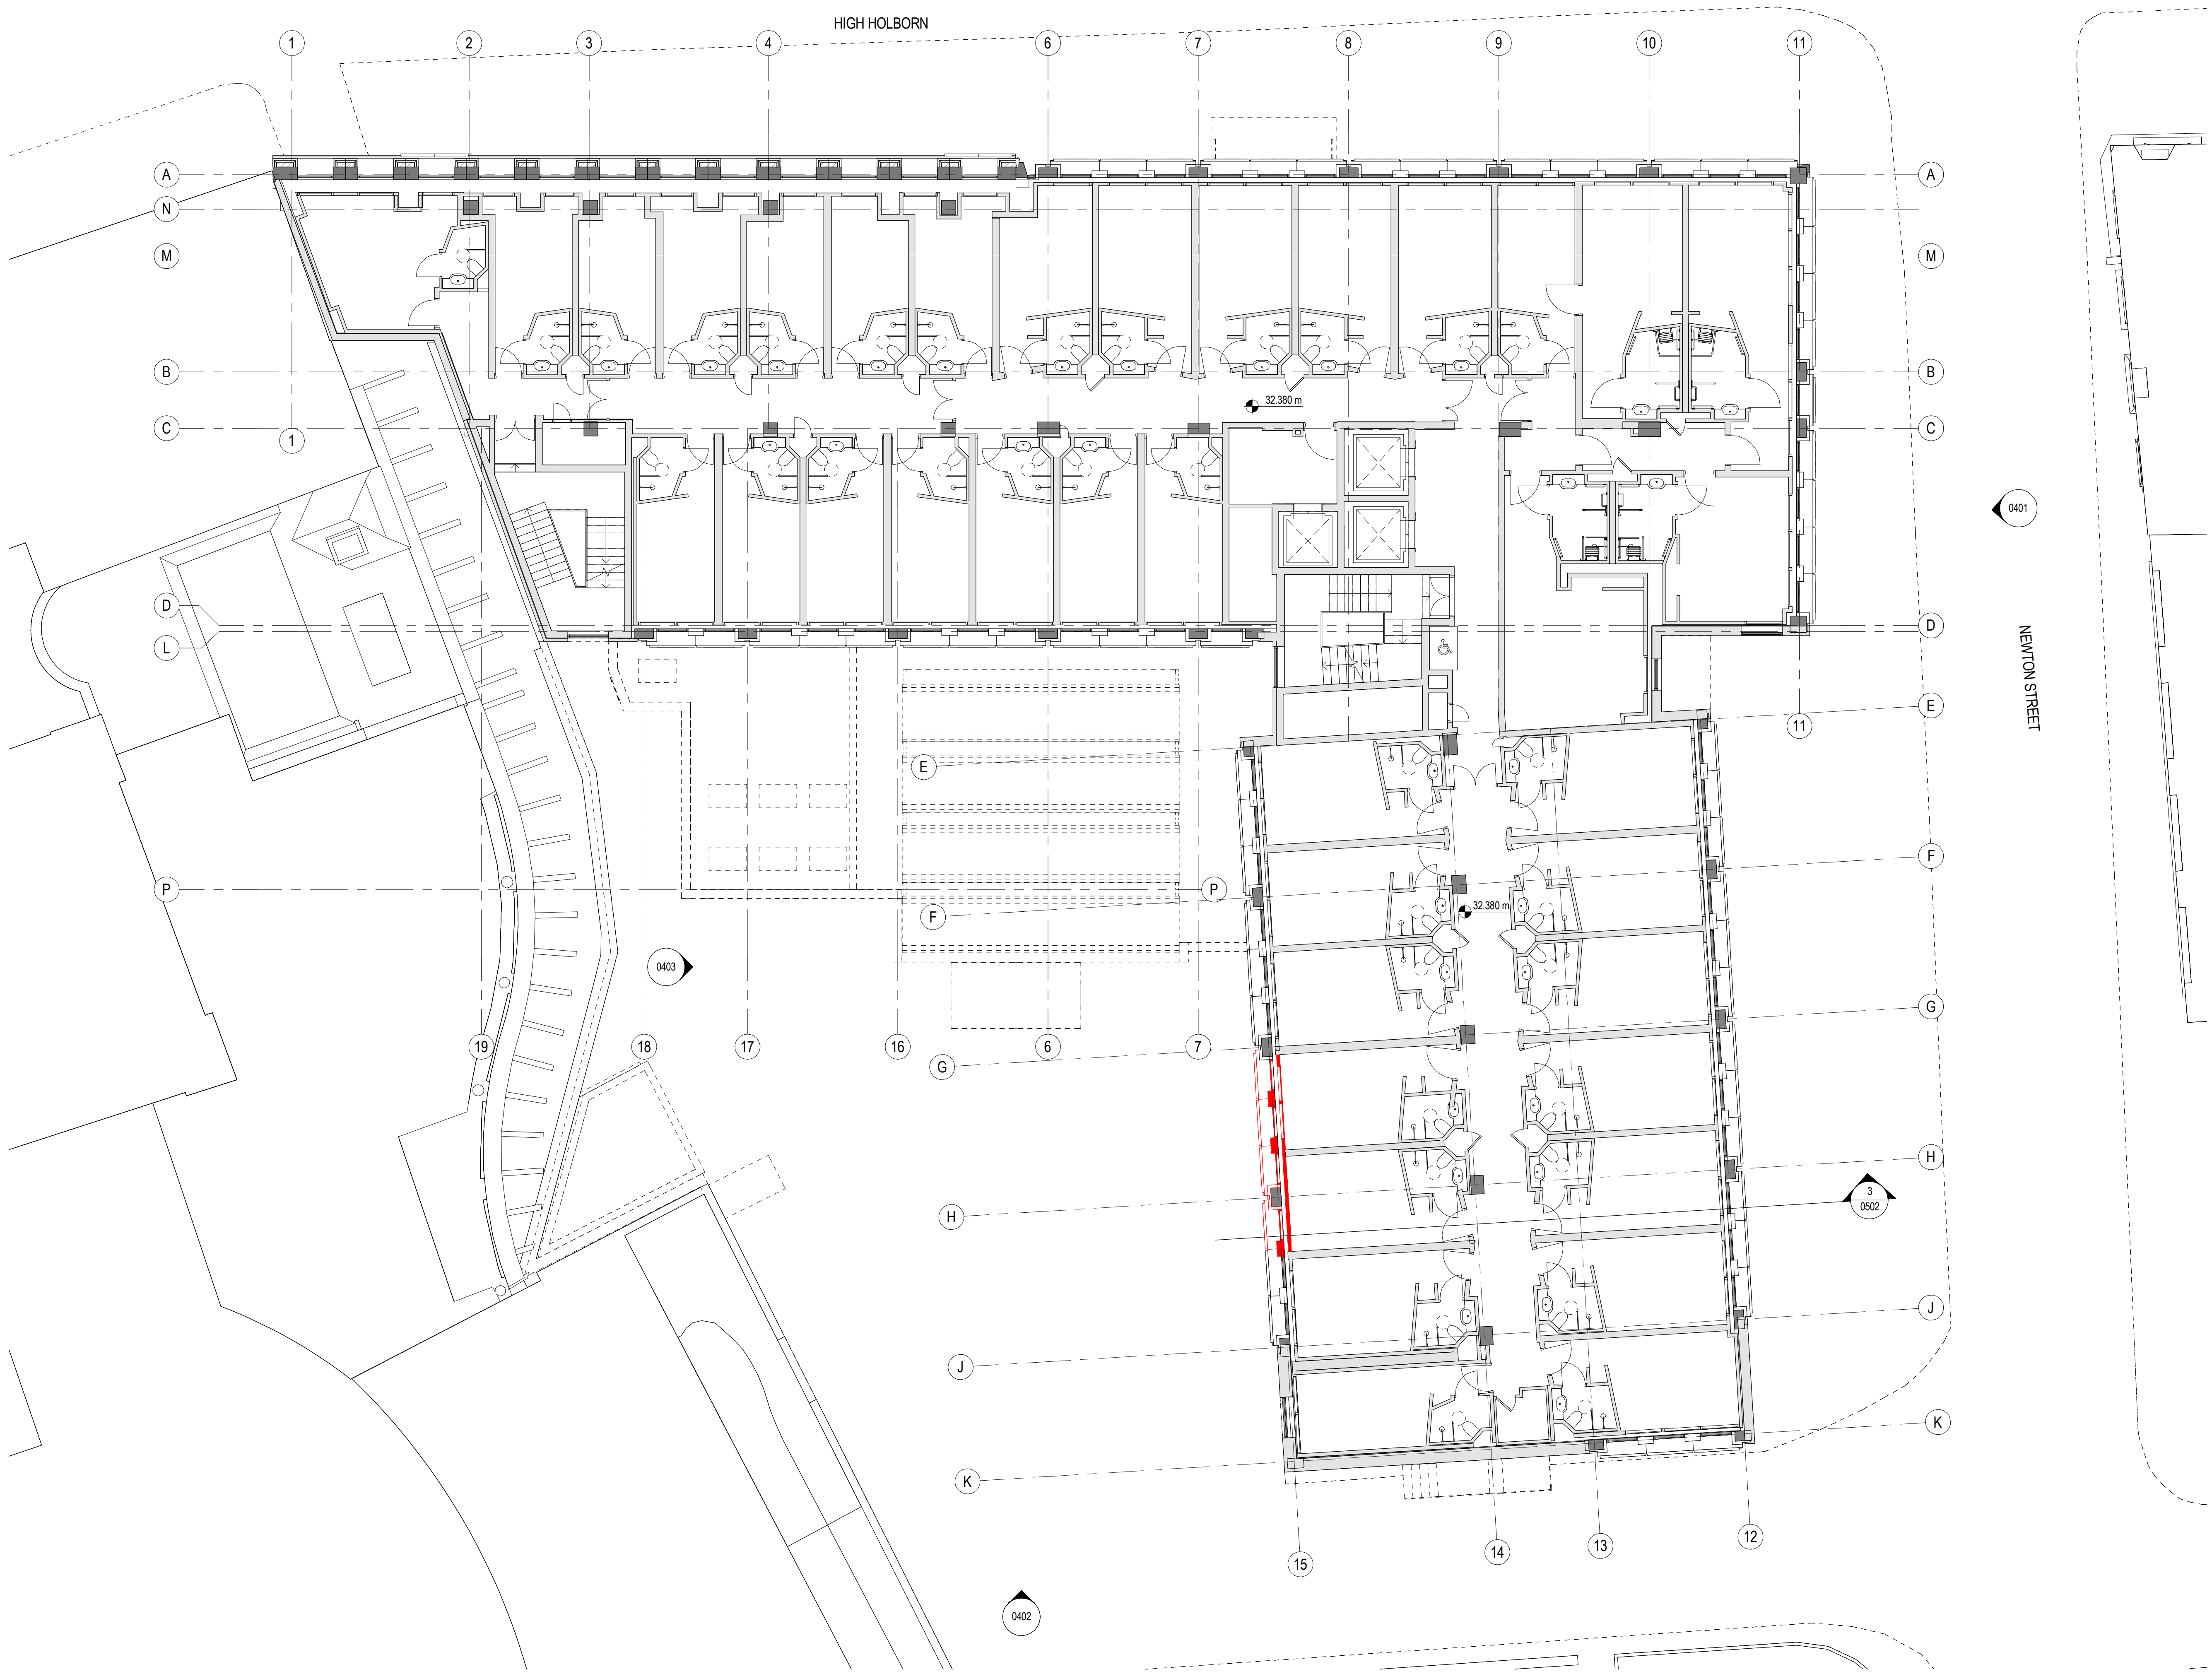 HIGH HOLBORN
1 2 3 4 6 7 8 9 10 11
A A
N
M M
B B
32.380 m
C C
1
0401
D D
L
NEWTON STREET
E
11
E
F
P P
32.380 m
F
0403
G
19 18 17 16 6 7
G
H
3
0502
H
J
J
K
K
12
13
14
15
0402